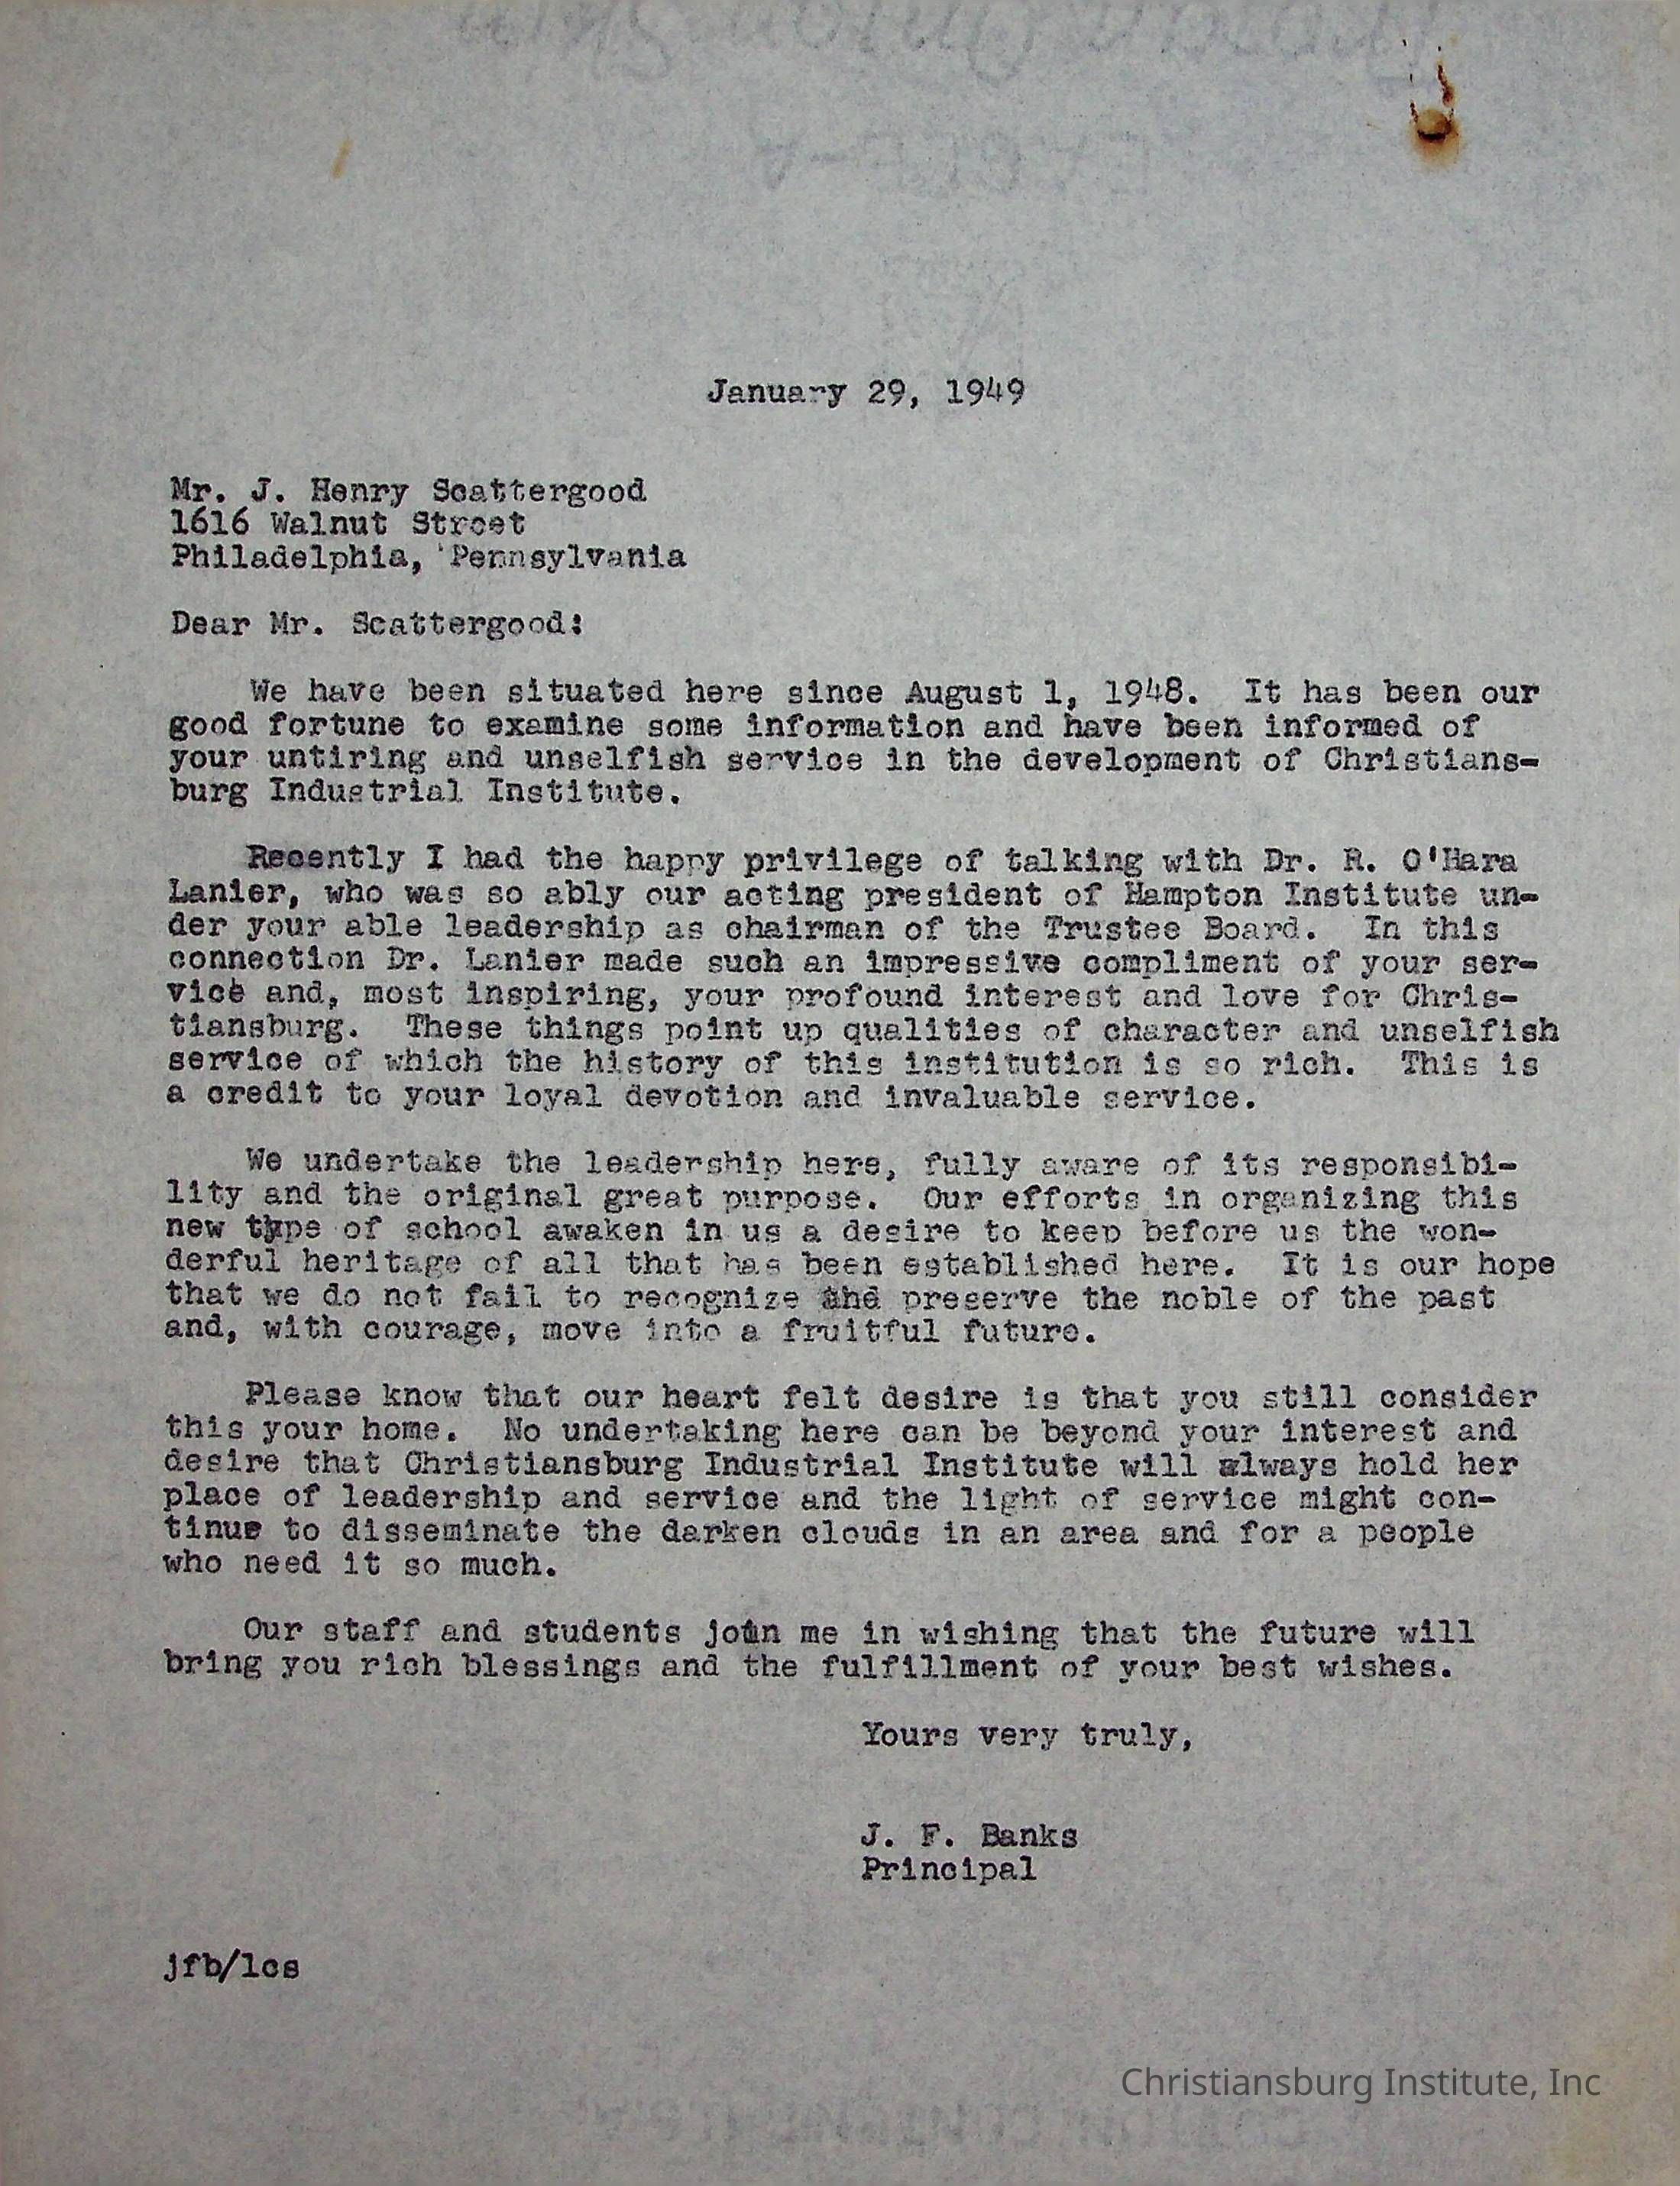 January 29, 1949
Mr. J. Henry Scattergood
1616 Walnut Street
Philadelphia, Pennsylvania
Dear Mr. Scattergood:
We have been situated here since August 1, 1948. It has been our
good fortune to examine some information and have been informed of
your untiring and unselfish service in the development of Christians-
burg Industrial Institute.
Recently I had the happy privilege of talking with Dr. R. O'Hara
Lanier, who was so ably our acting president of Hampton Institute un-
der your able leadership as chairman of the Trustee Board. In this
connection Dr. Lanier made such an impressive compliment of your ser-
vice and, most inspiring, your profound interest and love for Chris-
tiansburg. These things point up qualities of character and unselfish
service of which the history of this institution is so rich. This is
a credit to your loyal devotion and invaluable service.
We undertake the leadership here, fully aware of its responsibi-
lity and the original great purpose. Our efforts in organizing this
new type of school awaken in us a desire to keep before us the won-
derful heritage of all that has been established here. It is our hope
that we do not fail to recognize and preserve the noble of the past
and, with courage, move into a fruitful future.
Please know that our heart felt desire is that you still consider
this your home. No undertaking here can be beyond your interest and
desire that Christiansburg Industrial Institute will always hold her
place of leadership and service and the light of service might con-
tinue to disseminate the darken clouds in an area and for a people
who need it so much.
Our staff and students join me in wishing that the future will
bring you rich blessings and the fulfillment of your best wishes.
Yours very truly,
J. F. Banks
Principal
jfb/lcs
Christiansburg Institute, Inc